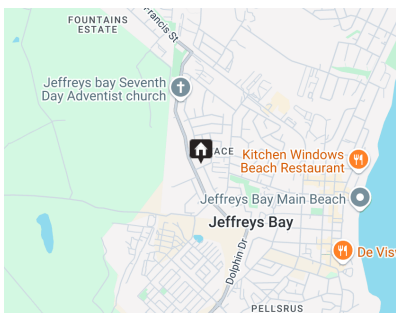 FOUNTAINS
ESTATE
Francis St
Jeffreys bay Seventh
Day Adventist church
ACE
Kitchen Windows
Beach Restaurant
Jeffreys Bay Main Beach
Jeffreys Bay
De Vis
Dolphin Dr
PELLSRUS